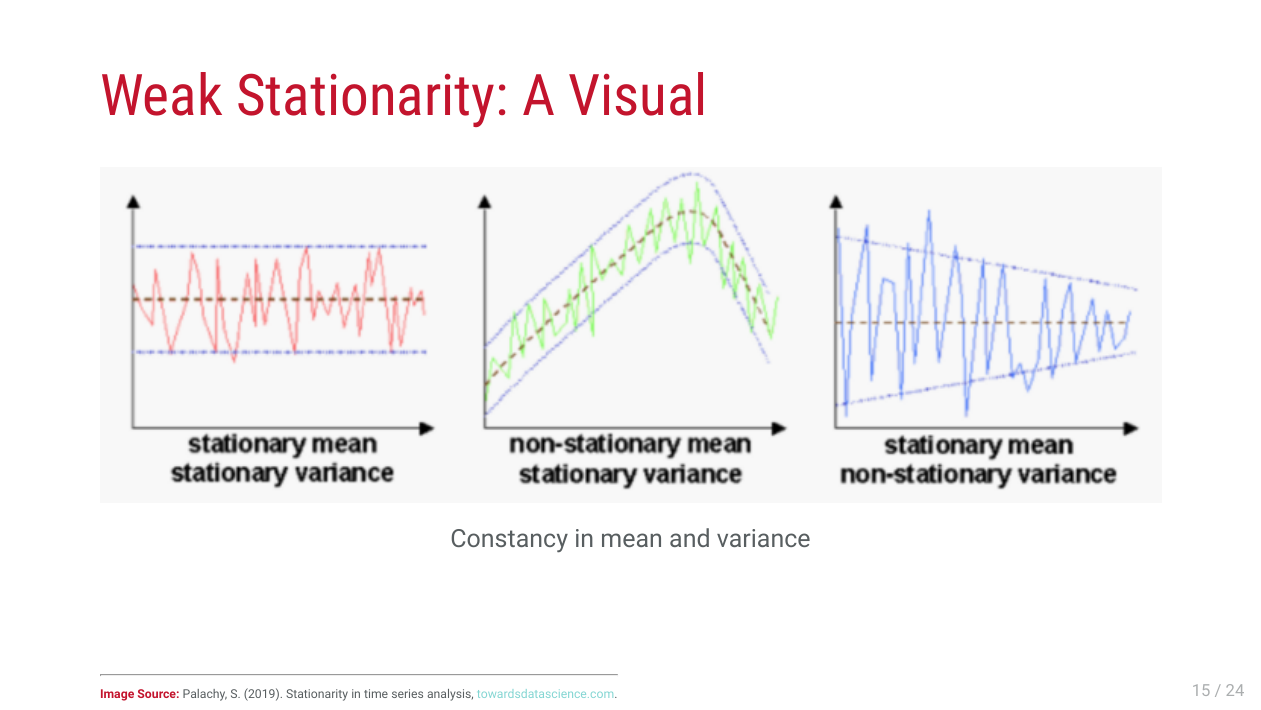 Weak Stationarity: A Visual
stationary mean
stationary variance
non-stationary mean
stationary variance
stationary mean
non-stationary variance
Constancy in mean and variance
Image Source: Palachy, S. (2019). Stationarity in time series analysis, towardsdatascience.com.
15 / 24